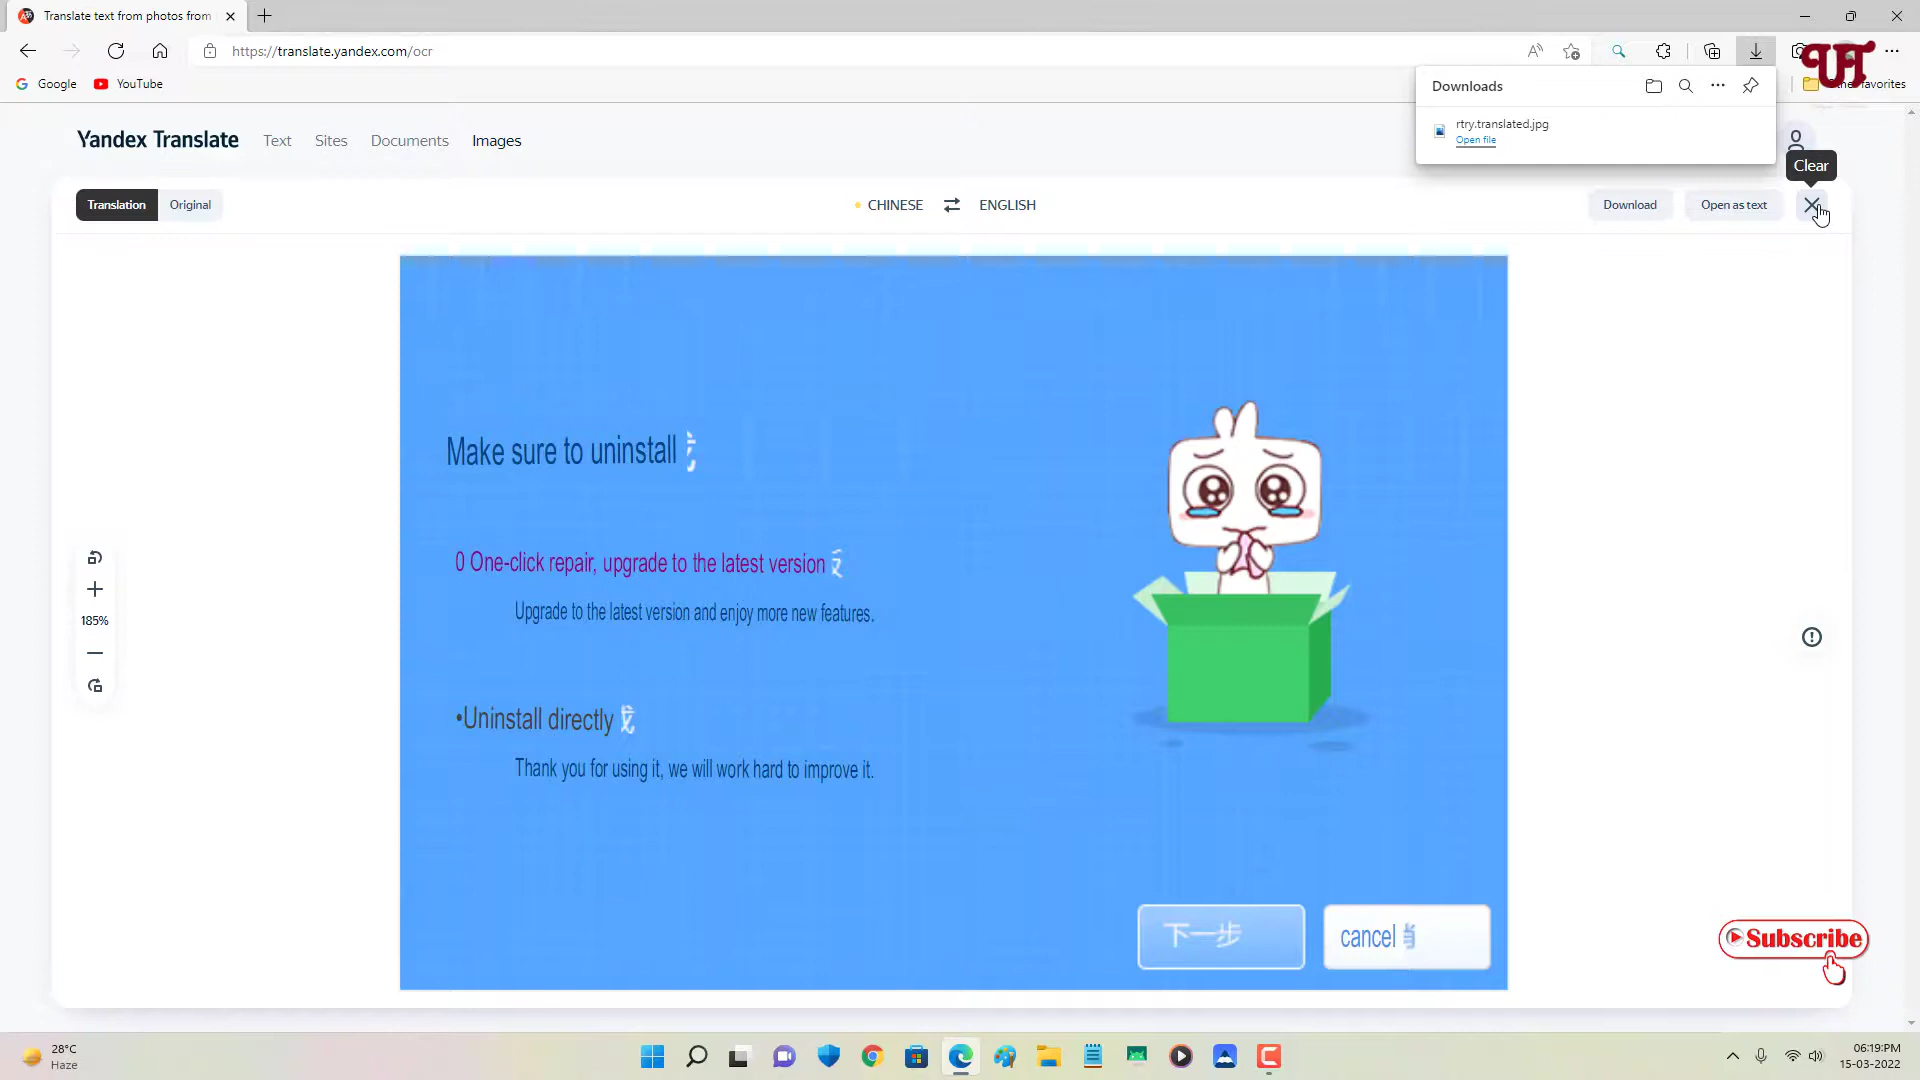 Translate text from photos from
https://translate.yandex.com/ocr
Google
YouTube
favorites
Downloads
rtry.translated.jpg
Open file
Yandex Translate
Text
Sites
Documents
Images
Clear
Translation
Original
CHINESE
ENGLISH
Download
Open as text
Make sure to uninstall
0 One-click repair, upgrade to the latest version
Upgrade to the latest version and enjoy more new features.
185%
•Uninstall directly
Thank you for using it, we will work hard to improve it.
下一步
cancel
Subscribe
28°C
Haze
06:19:PM
15-03-2022